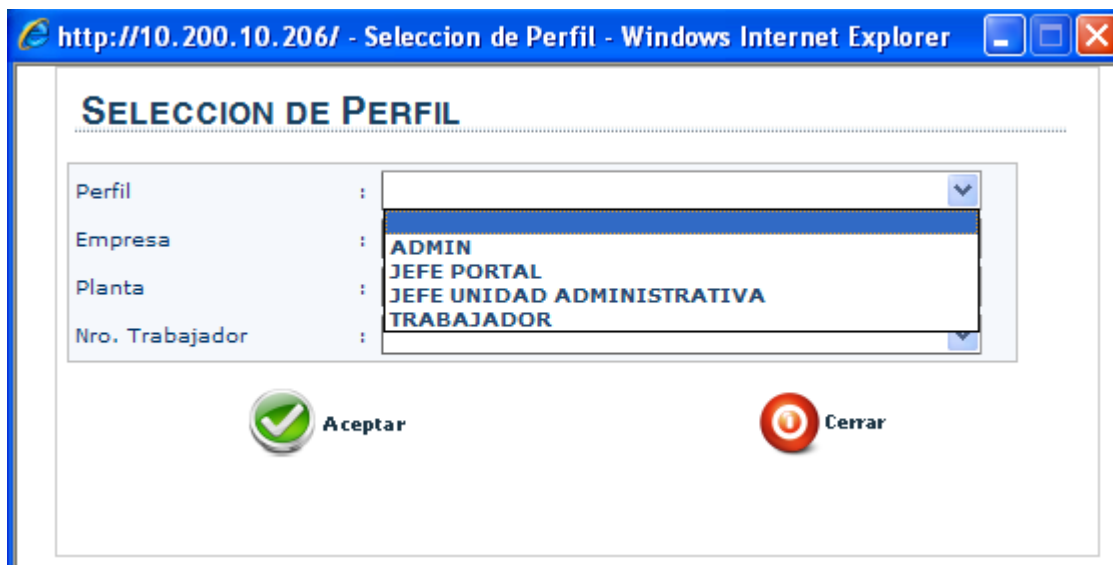 http://10.200.10.206/ - Seleccion de Perfil - Windows Internet Explorer
SELECCION DE PERFIL
Perfil :
Empresa :
ADMIN
JEFE PORTAL
Planta :
JEFE UNIDAD ADMINISTRATIVA
TRABAJADOR
Nro. Trabajador :
Aceptar
Cerrar